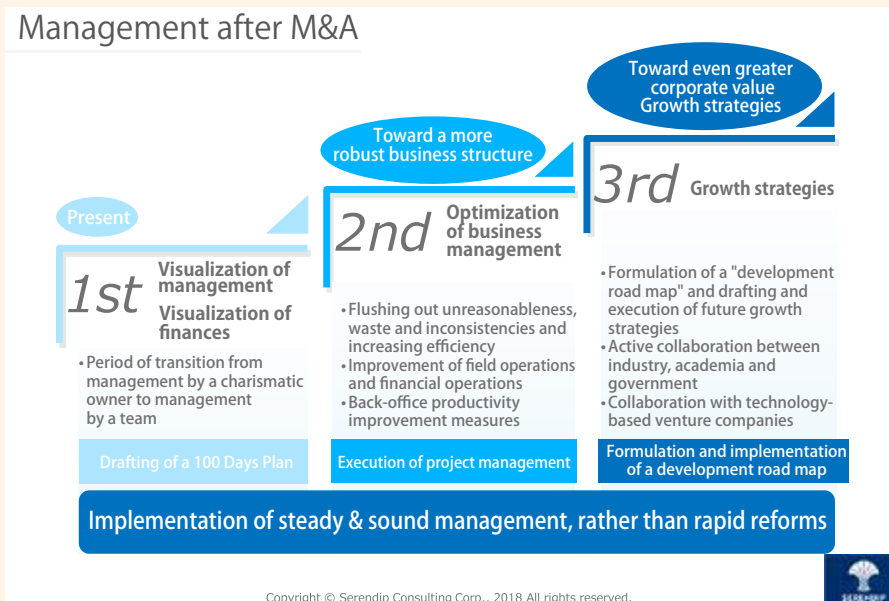 Management after M&A
Present
1st
Visualization of
management
Visualization of
finances
•Period of transition from
management by a charismatic
owner to management
by a team
Drafting of a 100 Days Plan
Toward a more
robust business structure
2nd
Optimization
of business
management
•Flushing out unreasonableness,
waste and inconsistencies and
increasing efficiency
•Improvement of field operations
and financial operations
•Back-office productivity
improvement measures
Execution of project management
Toward even greater
corporate value
Growth strategies
3rd
Growth strategies
•Formulation of a "development
road map" and drafting and
execution of future growth
strategies
•Active collaboration between
industry, academia and
government
•Collaboration with technology-
based venture companies
Formulation and implementation
of a development road map
Implementation of steady & sound management, rather than rapid reforms
Copyright © Serendip Consulting Corp., 2018 All rights reserved.
SERENDIP